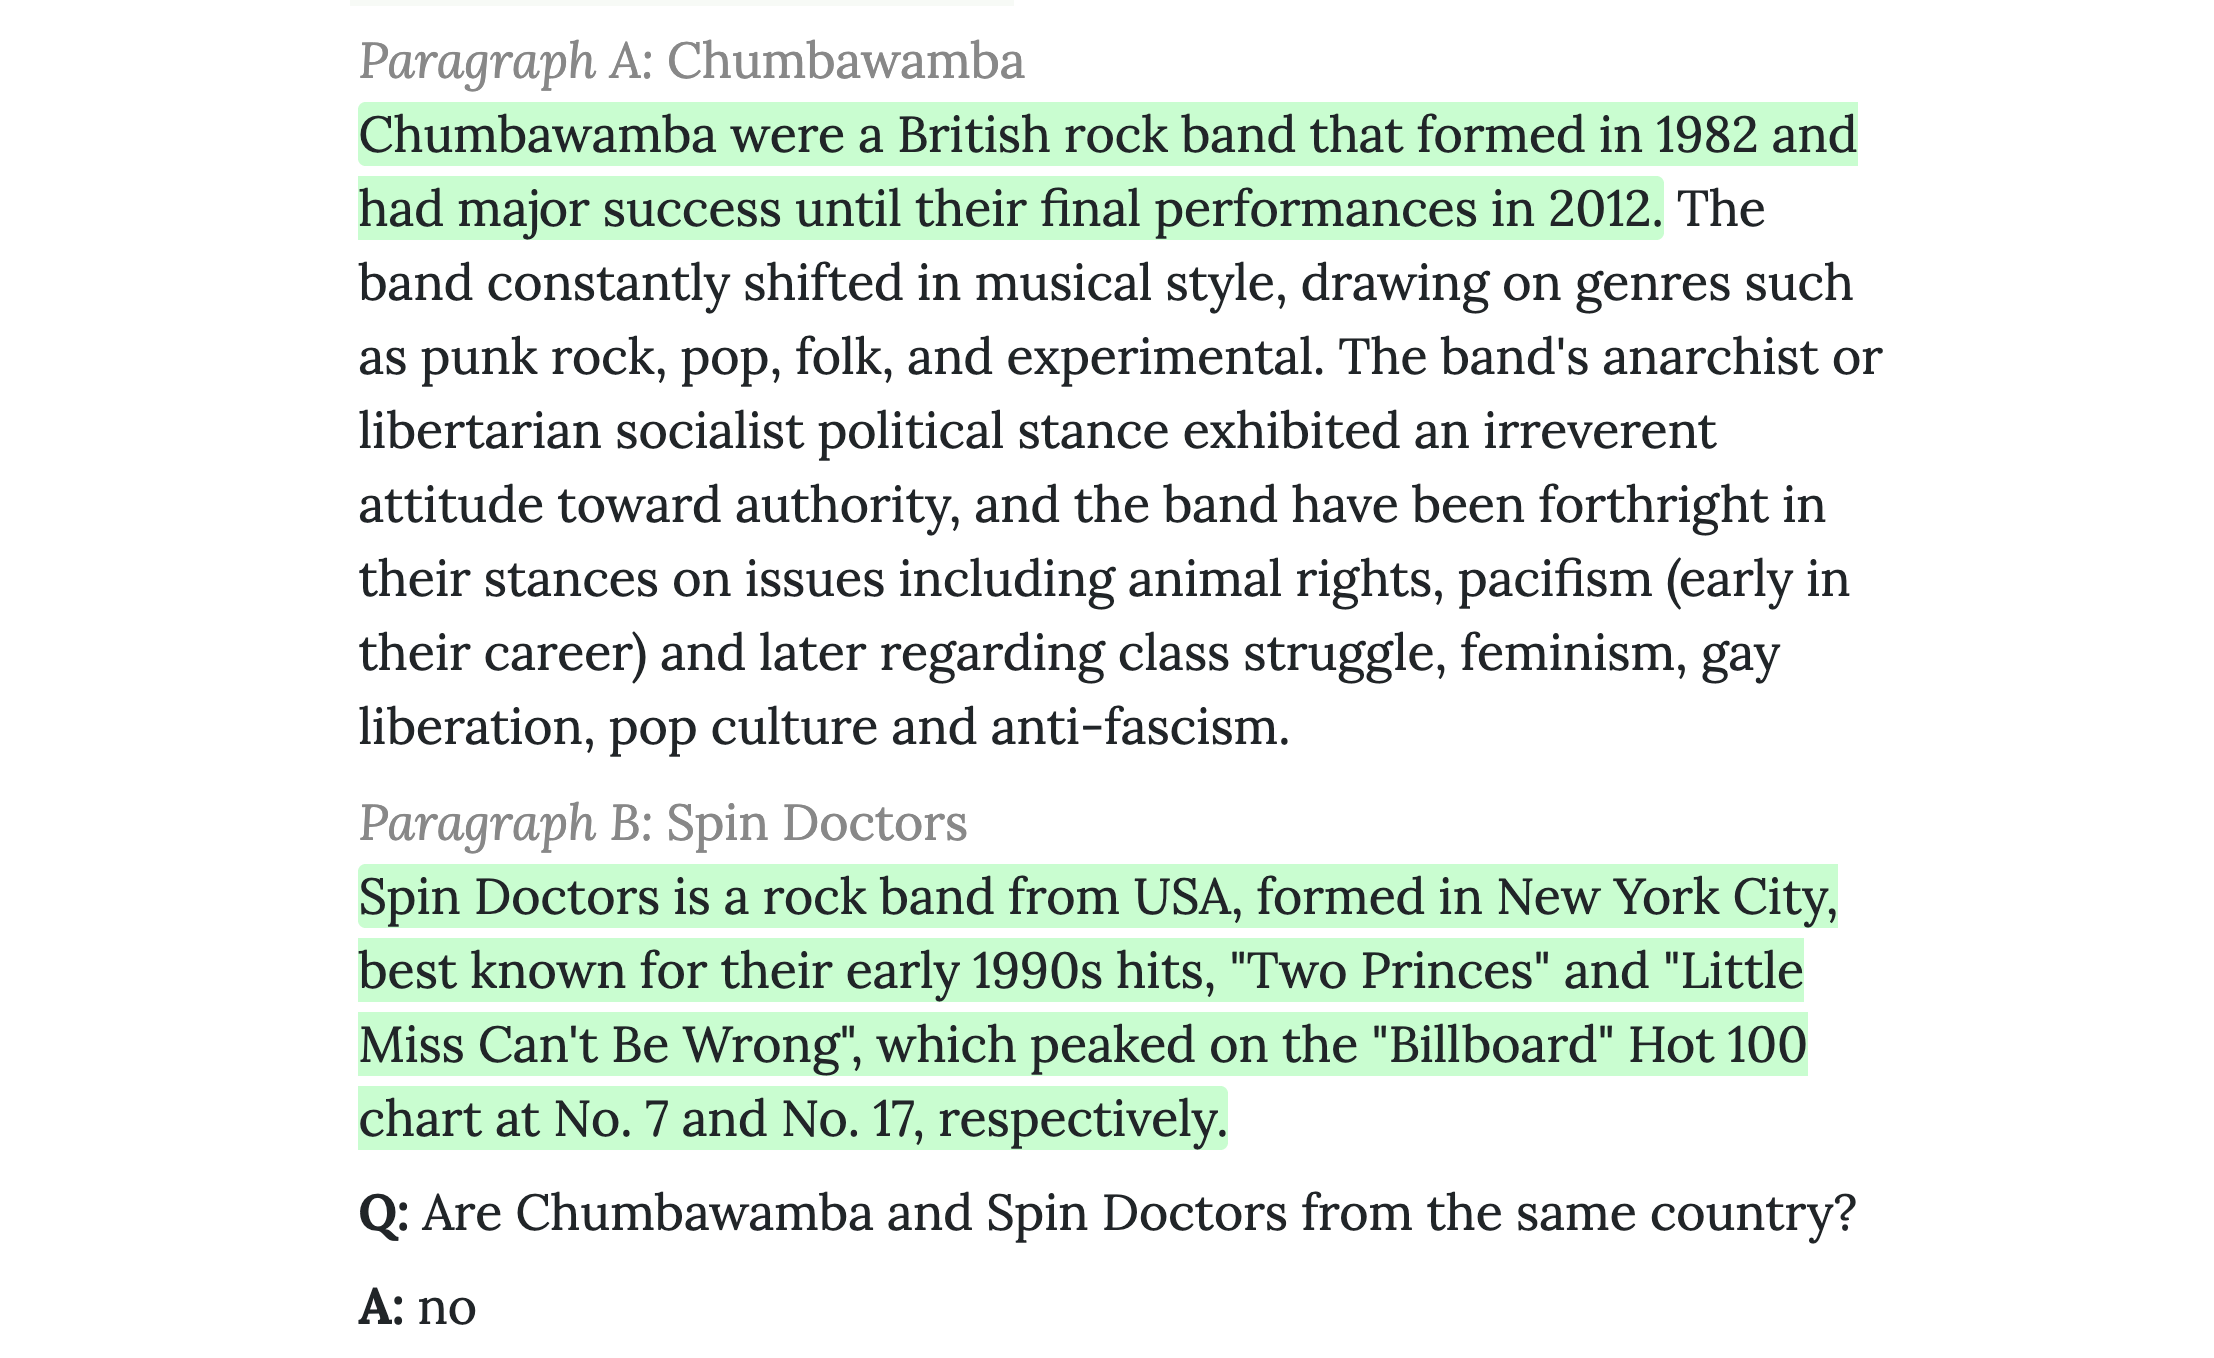 Paragraph A: Chumbawamba
Chumbawamba were a British rock band that formed in 1982 and
had major success until their final performances in 2012. The
band constantly shifted in musical style, drawing on genres such
as punk rock, pop, folk, and experimental. The band's anarchist or
libertarian socialist political stance exhibited an irreverent
attitude toward authority, and the band have been forthright in
their stances on issues including animal rights, pacifism (early in
their career) and later regarding class struggle, feminism, gay
liberation, pop culture and anti-fascism.
Paragraph B: Spin Doctors
Spin Doctors is a rock band from USA, formed in New York City,
best known for their early 1990s hits, "Two Princes" and "Little
Miss Can't Be Wrong", which peaked on the "Billboard" Hot 100
chart at No. 7 and No. 17, respectively.
Q: Are Chumbawamba and Spin Doctors from the same country?
A: no